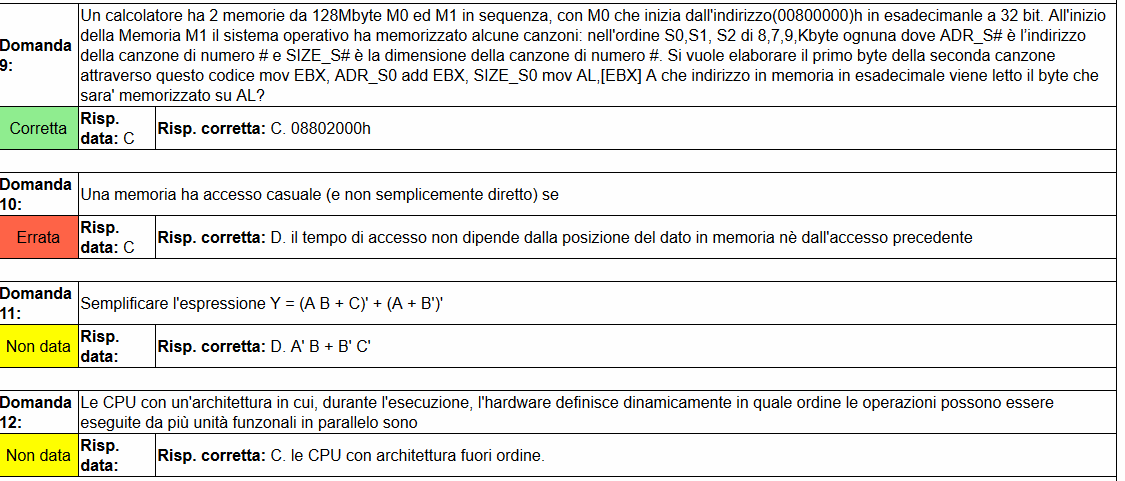 Domanda 9:
Un calcolatore ha 2 memorie da 128Mbyte M0 ed M1 in sequenza, con M0 che inizia dall'indirizzo(00800000)h in esadecimanle a 32 bit. All'inizio
della Memoria M1 il sistema operativo ha memorizzato alcune canzoni: nell'ordine S0,S1, S2 di 8,7,9,Kbyte ognuna dove ADR_S# è l'indirizzo
della canzone di numero # e SIZE_S# è la dimensione della canzone di numero #. Si vuole elaborare il primo byte della seconda canzone
attraverso questo codice mov EBX, ADR_S0 add EBX, SIZE_S0 mov AL,[EBX] A che indirizzo in memoria in esadecimale viene letto il byte che
sara' memorizzato su AL?
Corretta
Risp. data: C
Risp. corretta: C. 08802000h
Domanda 10:
Una memoria ha accesso casuale (e non semplicemente diretto) se
Errata
Risp. data: C
Risp. corretta: D. il tempo di accesso non dipende dalla posizione del dato in memoria nè dall'accesso precedente
Domanda 11:
Semplificare l'espressione Y = (A B + C)' + (A + B')'
Non data
Risp. data:
Risp. corretta: D. A' B + B' C'
Domanda 12:
Le CPU con un'architettura in cui, durante l'esecuzione, l'hardware definisce dinamicamente in quale ordine le operazioni possono essere
eseguite da più unità funzonali in parallelo sono
Non data
Risp. data:
Risp. corretta: C. le CPU con architettura fuori ordine.